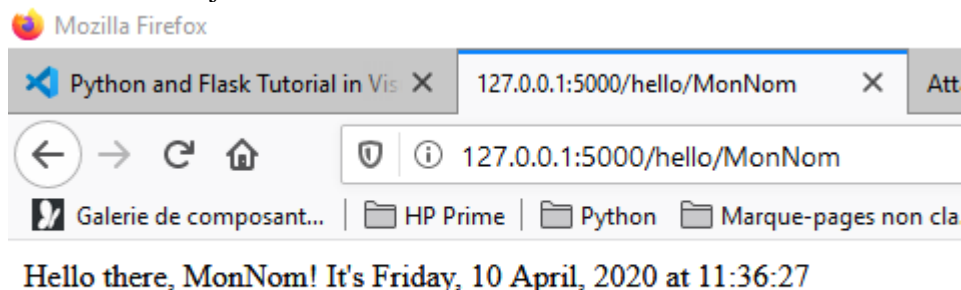 Mozilla Firefox
Python and Flask Tutorial in Vis 127.0.0.1:5000/hello/MonNom Att
127.0.0.1:5000/hello/MonNom
Galerie de composant... HP Prime Python Marque-pages non cla
Hello there, MonNom! It's Friday, 10 April, 2020 at 11:36:27